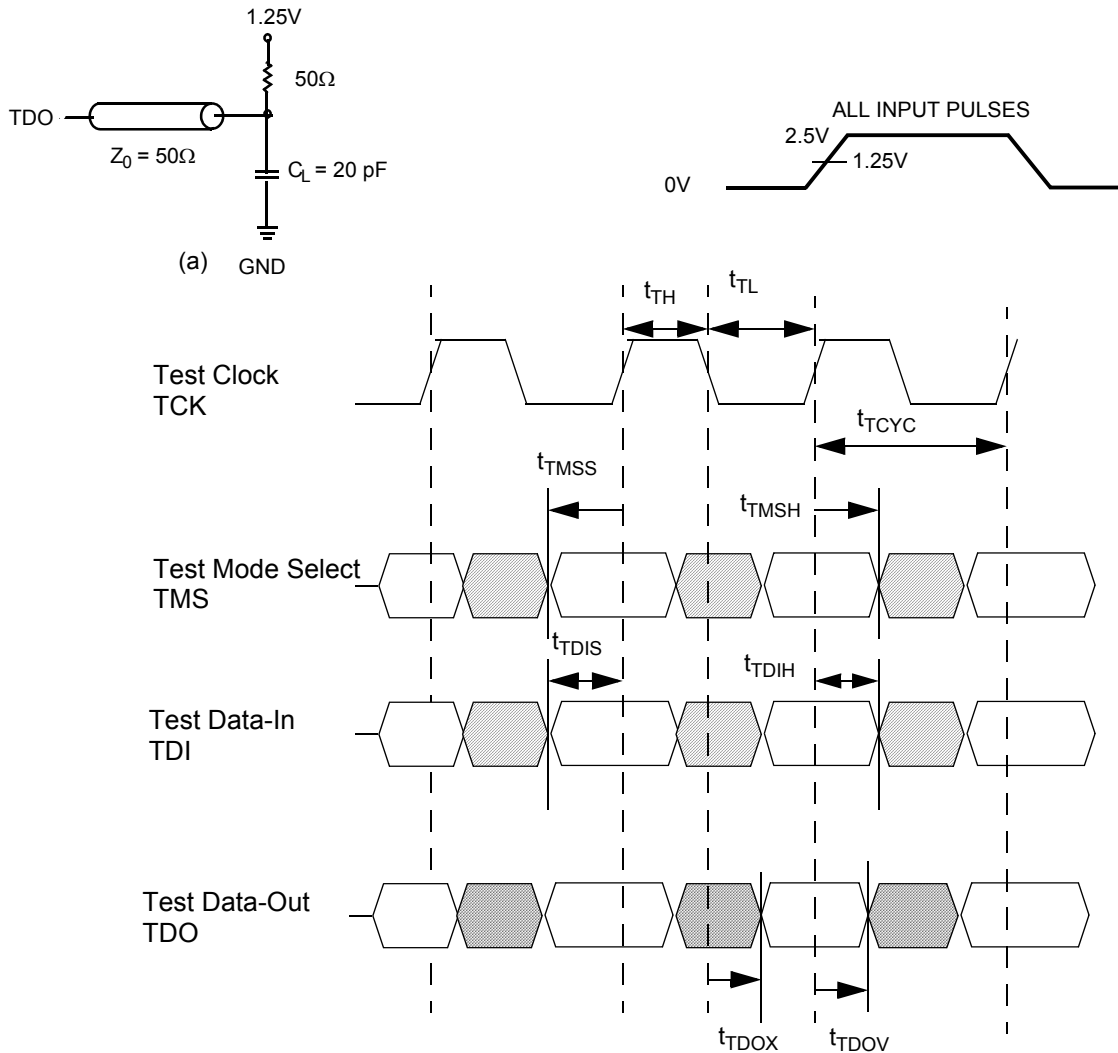 1.25V
50Ω
TDO
Z0 = 50Ω
CL = 20 pF
(a) GND
ALL INPUT PULSES
2.5V
1.25V
0V
tTH
tTL
Test Clock
TCK
tTCYC
tTMSS
tTMSH
Test Mode Select
TMS
tTDIS
tTDIH
Test Data-In
TDI
Test Data-Out
TDO
tTDOX
tTDOV